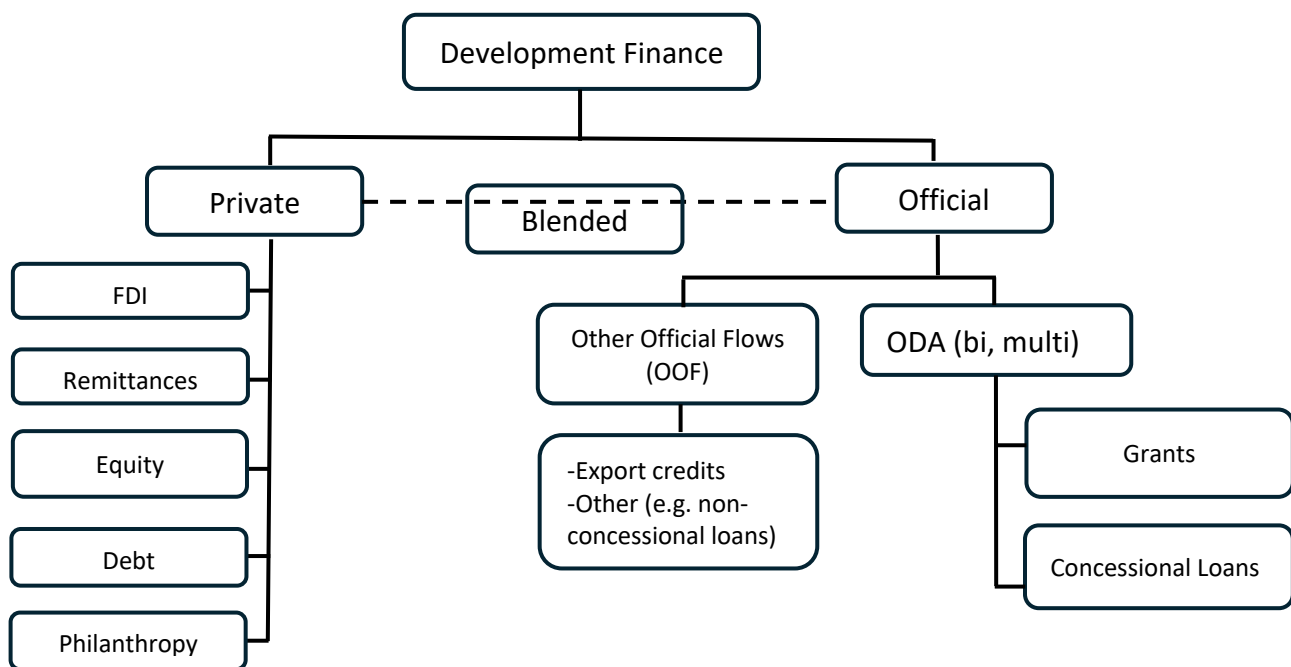 Development Finance
Private
Blended
Official
FDI
Remittances
Equity
Debt
Philanthropy
Other Official Flows
(OOF)
-Export credits
-Other (e.g. non-
concessional loans)
ODA (bi, multi)
Grants
Concessional Loans